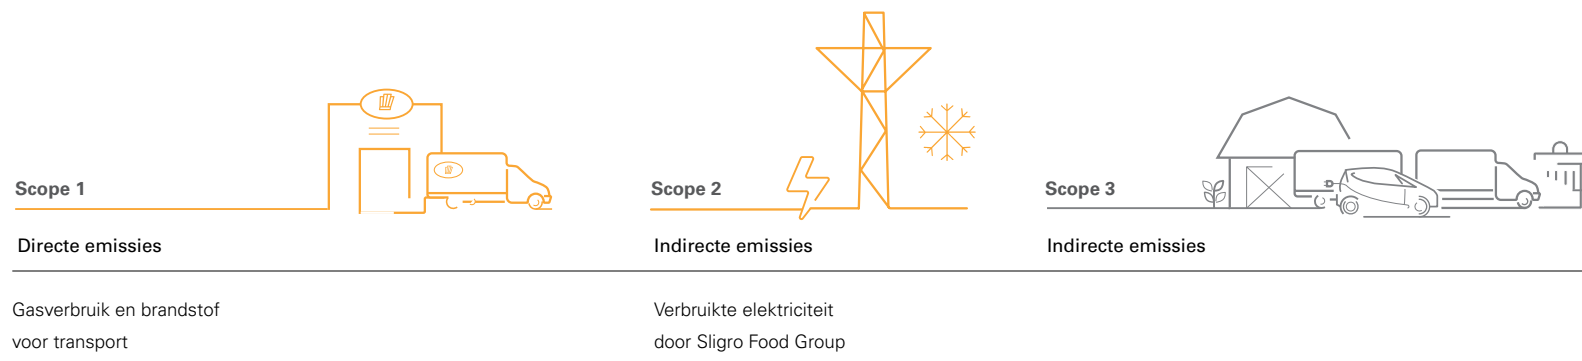 Scope 1
Scope 2
Scope 3
Directe emissies
Indirecte emissies
Indirecte emissies
Gasverbruik en brandstof
voor transport
Verbruikte elektriciteit
door Sligro Food Group